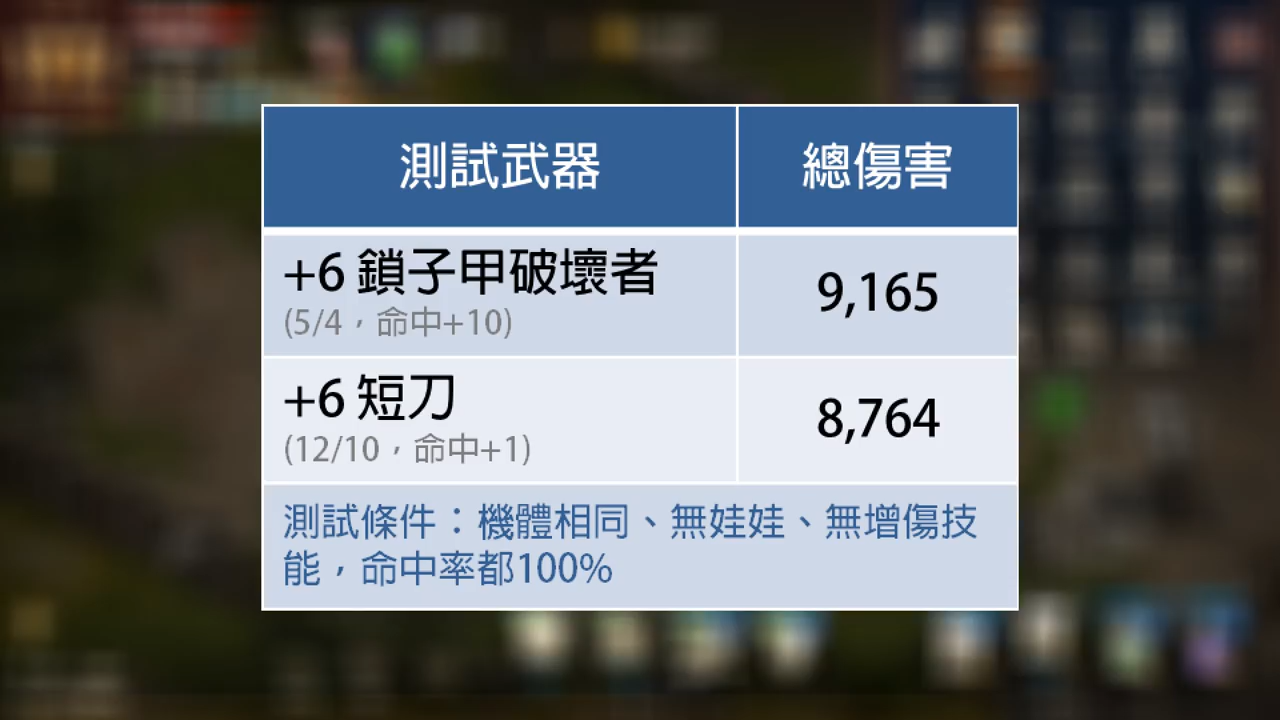 測試武器
總傷害
+6 鎖子甲破壞者
(5/4，命中+10)
9,165
+6 短刀
(12/10，命中+1)
8,764
測試條件：機體相同、無娃娃、無增傷技
能，命中率都100%